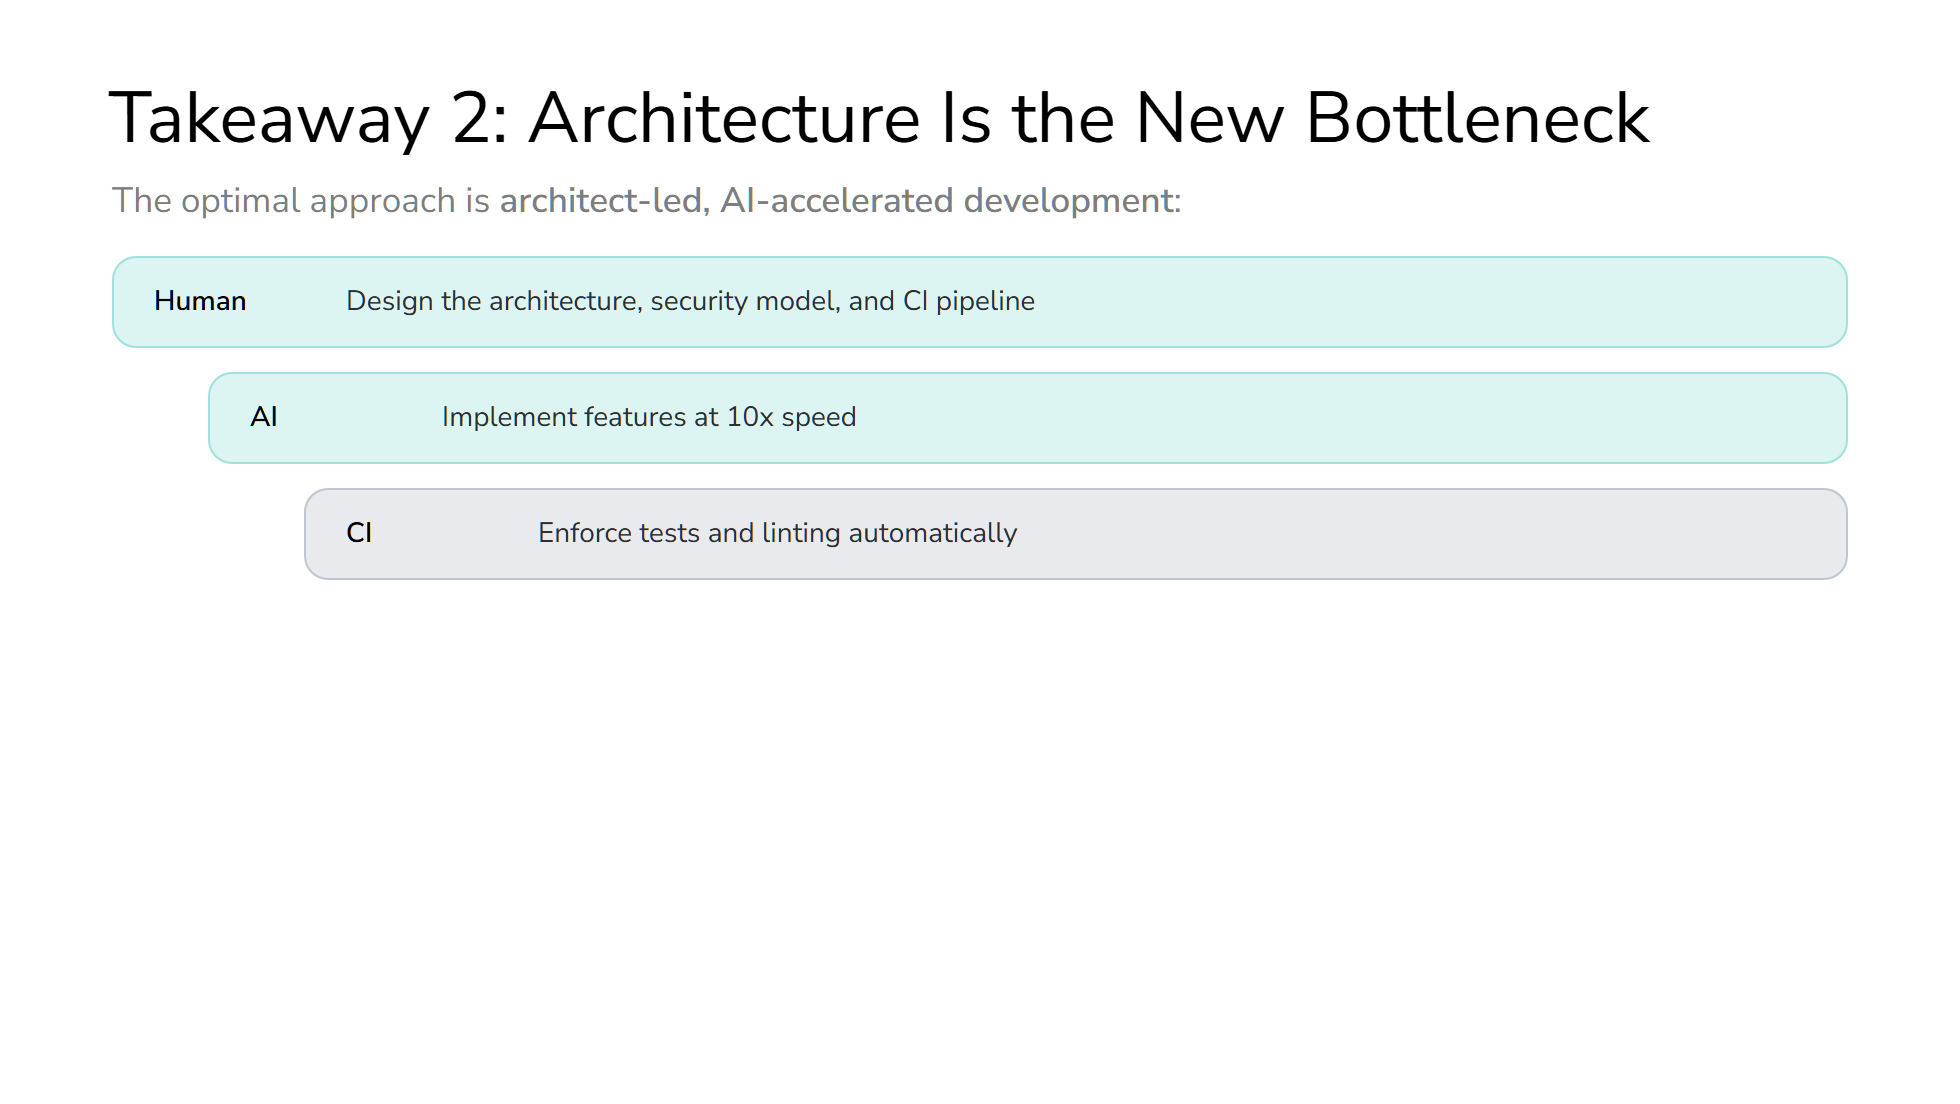 Takeaway 2: Architecture Is the New Bottleneck
The optimal approach is architect-led, AI-accelerated development:
Human Design the architecture, security model, and CI pipeline
AI Implement features at 10x speed
CI Enforce tests and linting automatically